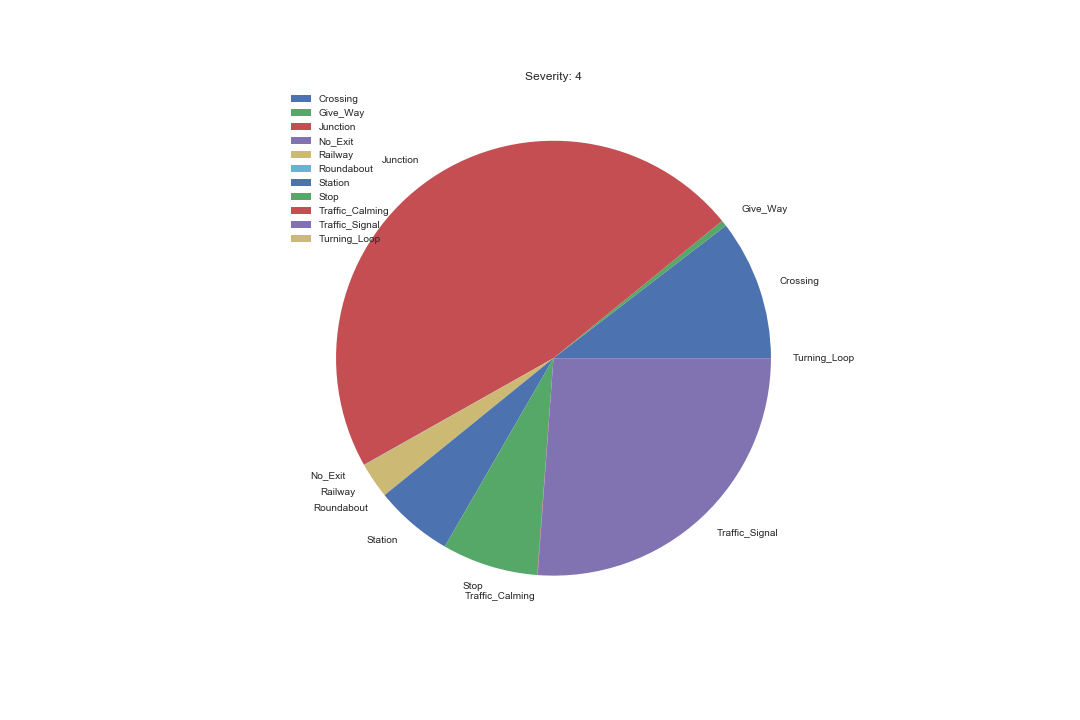 Severity: 4
Crossing
Give_Way
Junction
No_Exit
Railway
Roundabout
Station
Stop
Traffic_Calming
Traffic_Signal
Turning_Loop
Junction
Give_Way
Crossing
Turning_Loop
No_Exit
Railway
Roundabout
Station
Traffic_Signal
Stop
Traffic_Calming